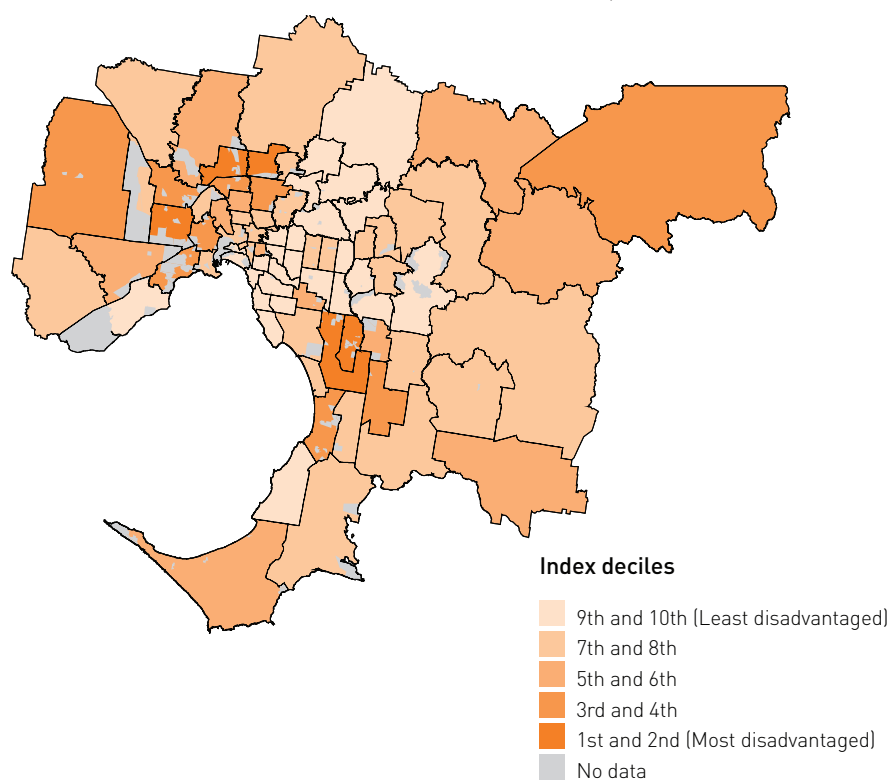 Index deciles
9th and 10th (Least disadvantaged)
7th and 8th
5th and 6th
3rd and 4th
1st and 2nd (Most disadvantaged)
No data